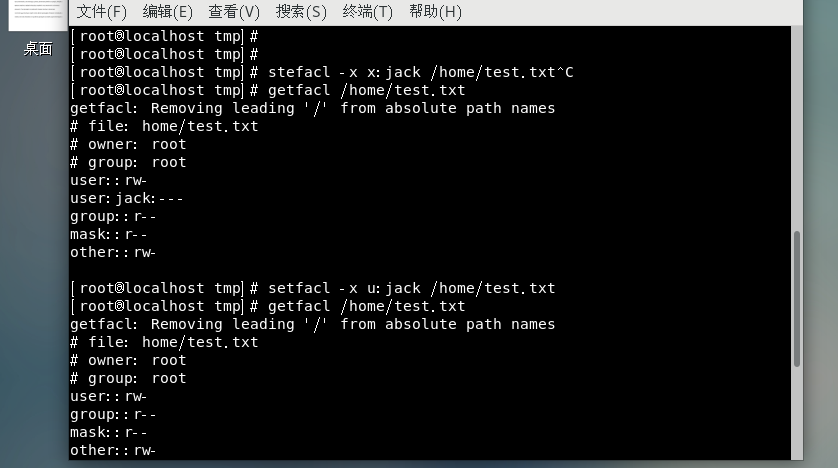 文件(F) 编辑(E) 查看(V) 搜索(S) 终端(T) 帮助(H)
桌面
[root@localhost tmp]#
[root@localhost tmp]#
[root@localhost tmp]# stefacl -x x:jack /home/test.txt^C
[root@localhost tmp]# getfacl /home/test.txt
getfacl: Removing leading '/' from absolute path names
# file: home/test.txt
# owner: root
# group: root
user::rw-
user:jack:---
group::r--
mask::r--
other::rw-
[root@localhost tmp]# setfacl -x u:jack /home/test.txt
[root@localhost tmp]# getfacl /home/test.txt
getfacl: Removing leading '/' from absolute path names
# file: home/test.txt
# owner: root
# group: root
user::rw-
group::r--
mask::r--
other::rw-